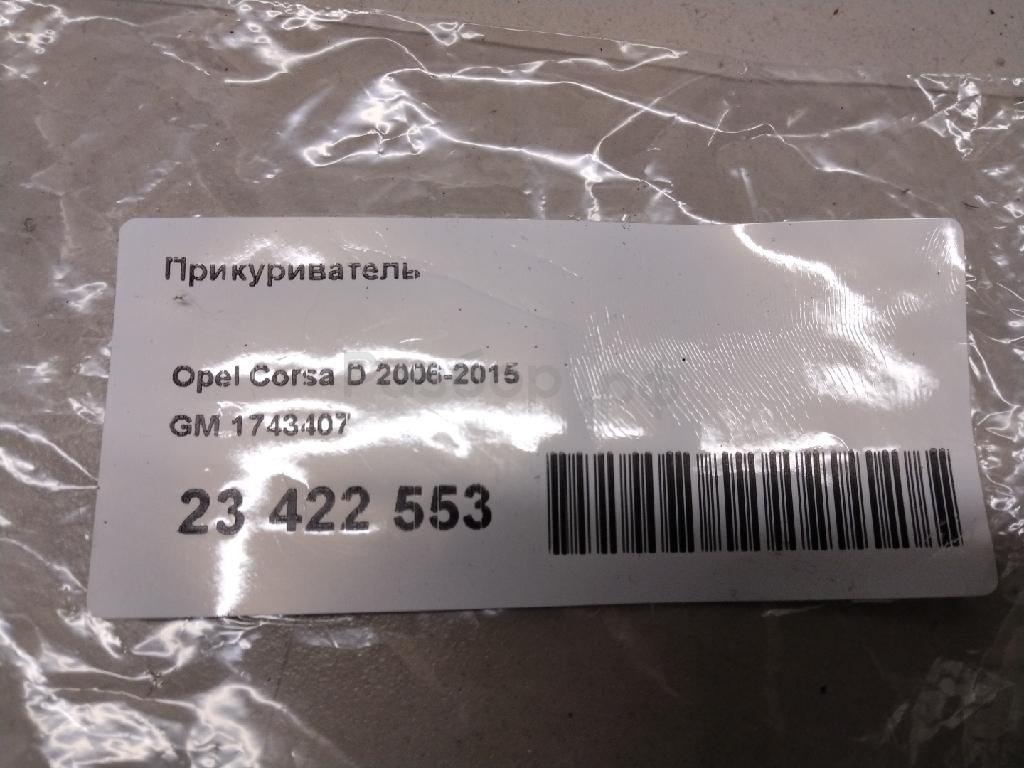 Прикуриватель
Opel Corsa D 2006-2015
GM 1743407
23 422 553